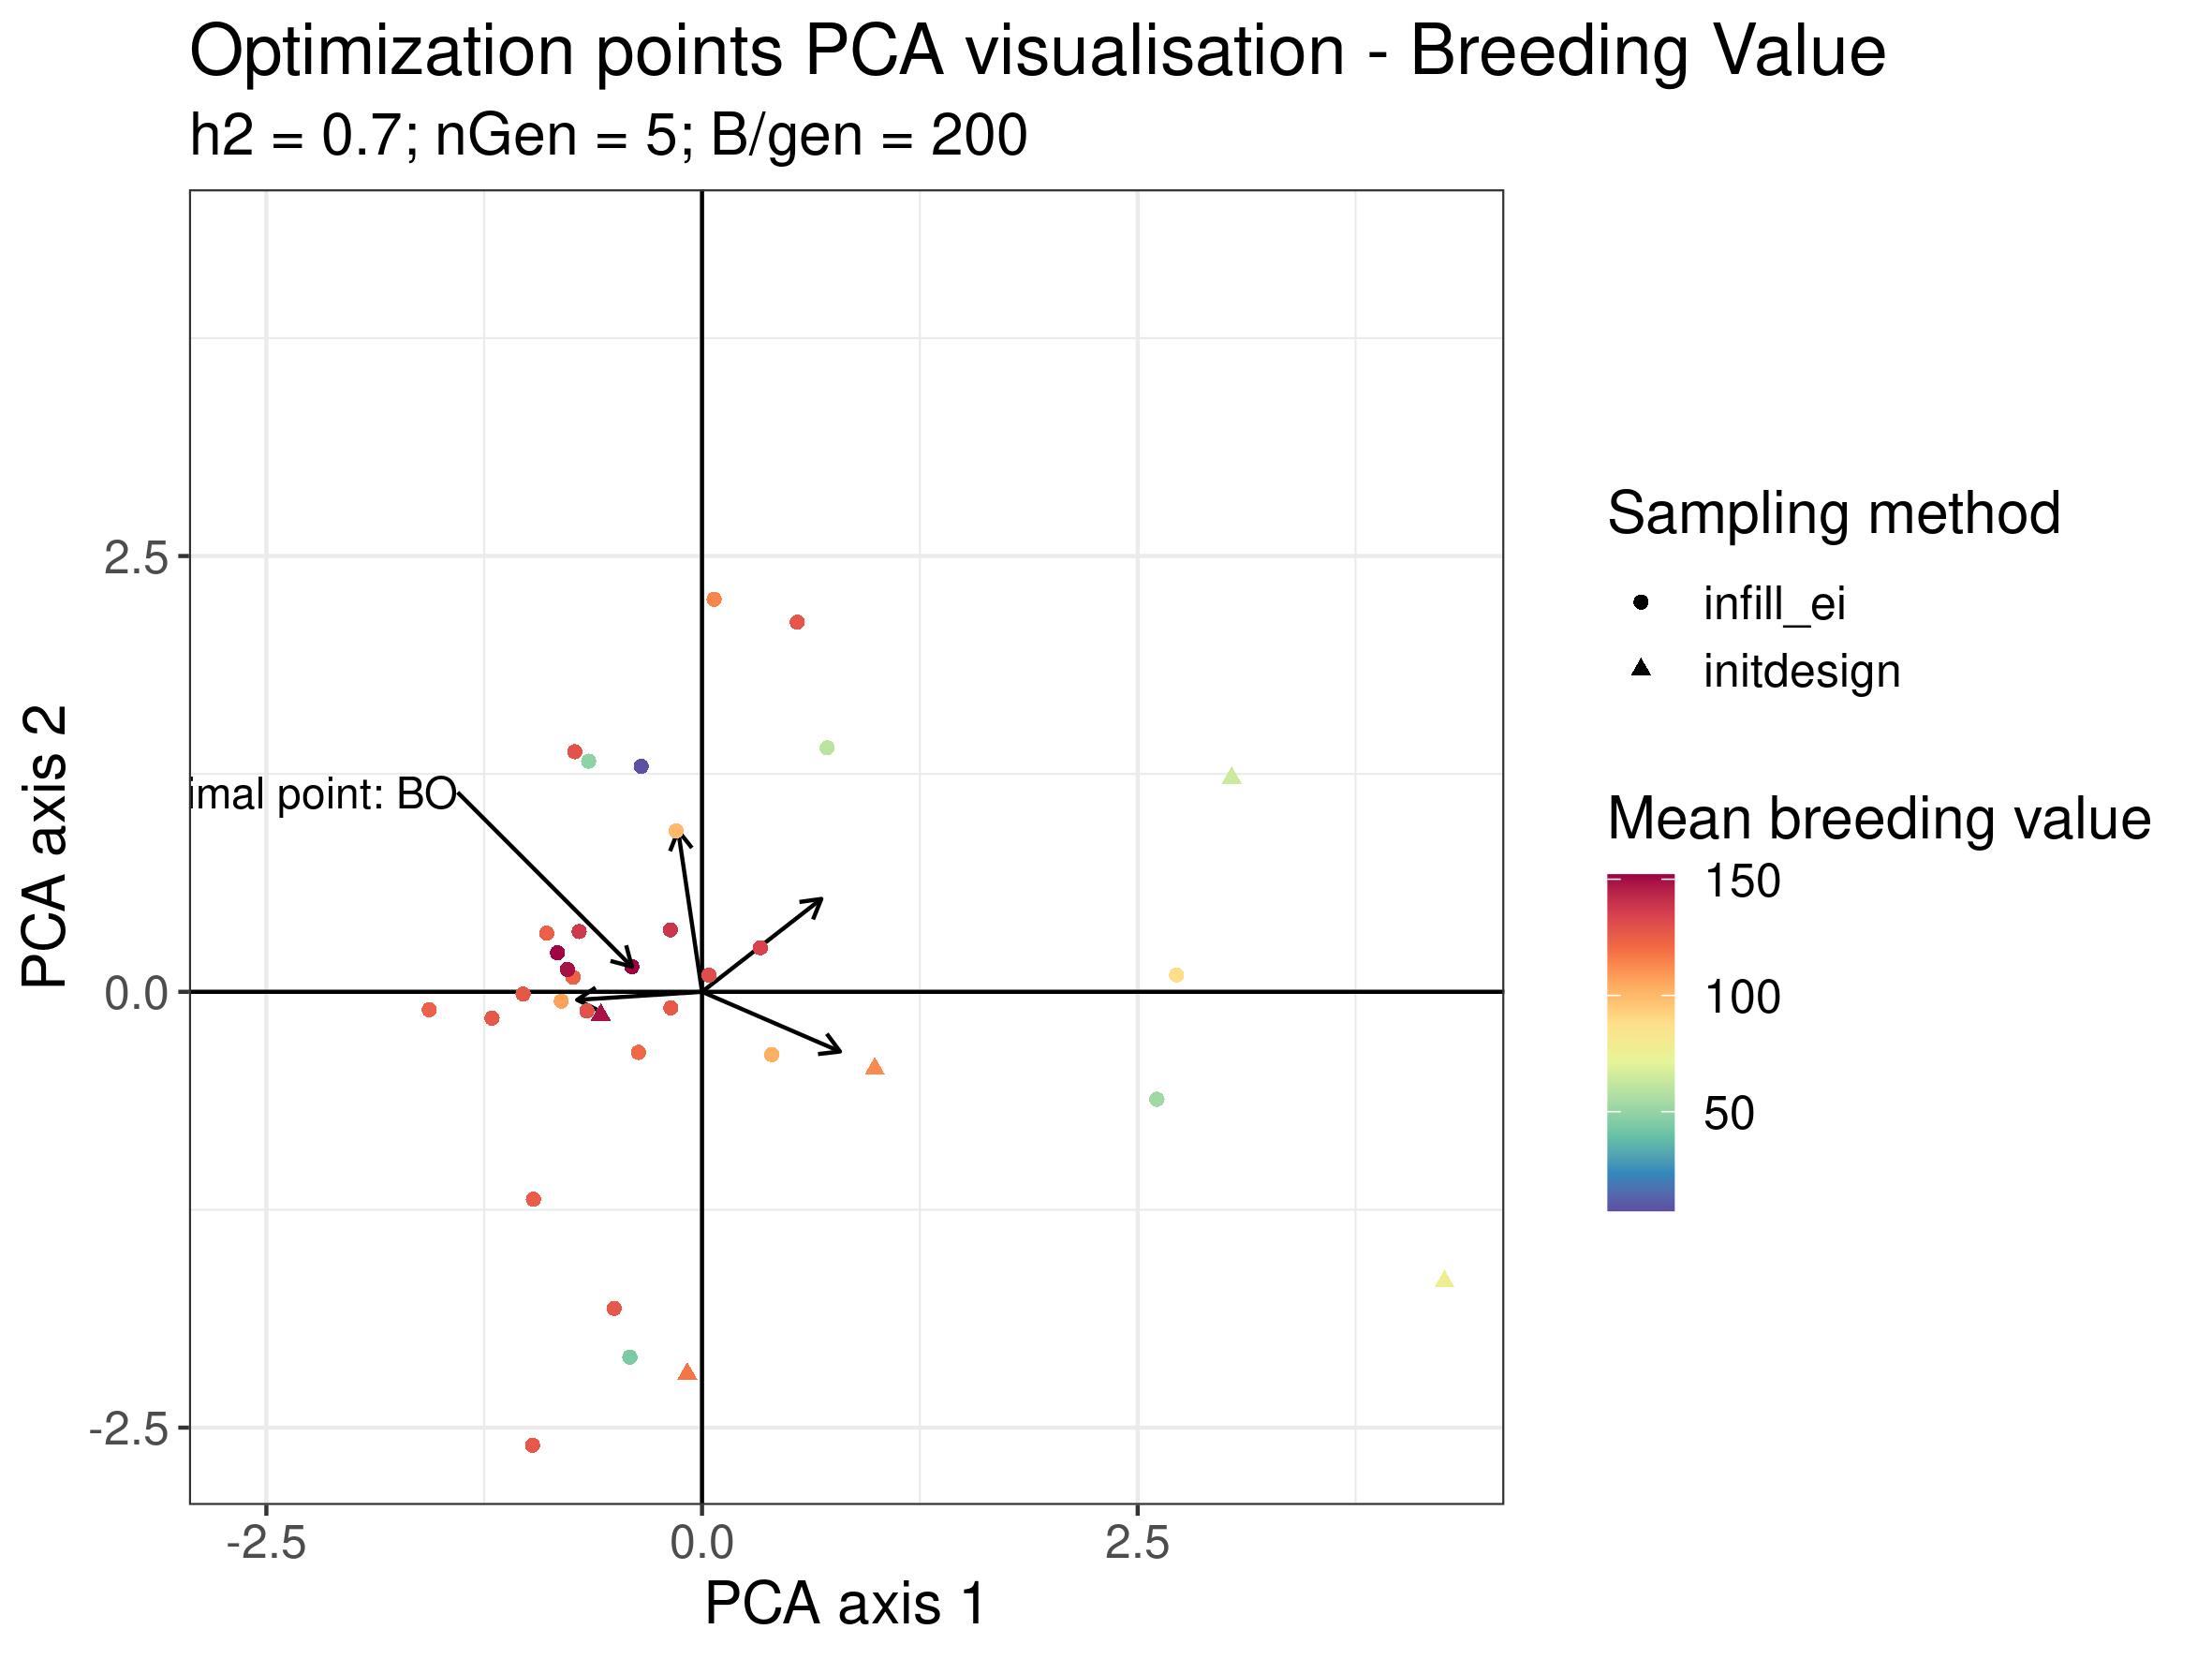 Optimization points PCA visualisation - Breeding Value
h2 = 0.7; nGen = 5; B/gen = 200
PCA axis 2
2.5
0.0
-2.5
imal point: BO
-2.5
0.0
2.5
PCA axis 1
Sampling method
infill_ei
initdesign
Mean breeding value
150
100
50